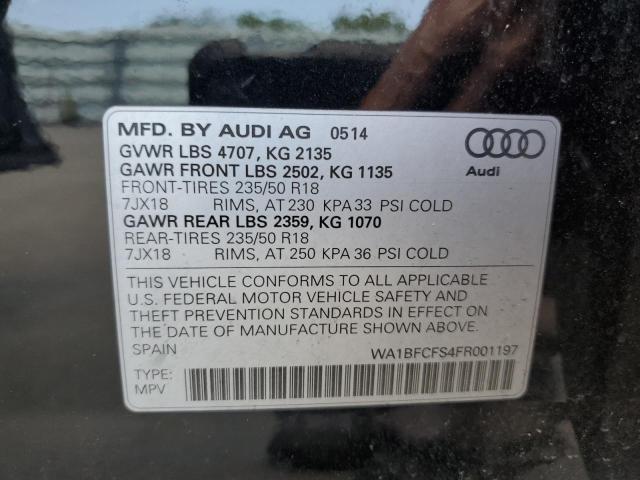 MFD. BY AUDI AG 0514
GVWR LBS 4707, KG 2135
GAWR FRONT LBS 2502, KG 1135
FRONT-TIRES 235/50 R18
7JX18 RIMS, AT 230 KPA 33 PSI COLD
GAWR REAR LBS 2359, KG 1070
REAR-TIRES 235/50 R18
7JX18 RIMS, AT 250 KPA 36 PSI COLD
Audi
THIS VEHICLE CONFORMS TO ALL APPLICABLE
U.S. FEDERAL MOTOR VEHICLE SAFETY AND
THEFT PREVENTION STANDARDS IN EFFECT ON
THE DATE OF MANUFACTURE SHOWN ABOVE.
SPAIN WA1BFCFS4FR001197
TYPE:
MPV